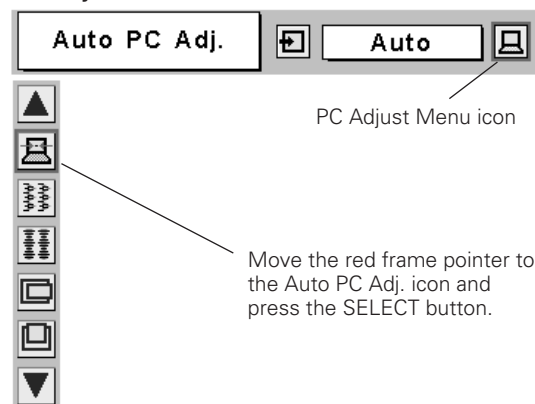 Auto PC Adj.
Auto
PC Adjust Menu icon
Move the red frame pointer to
the Auto PC Adj. icon and
press the SELECT button.